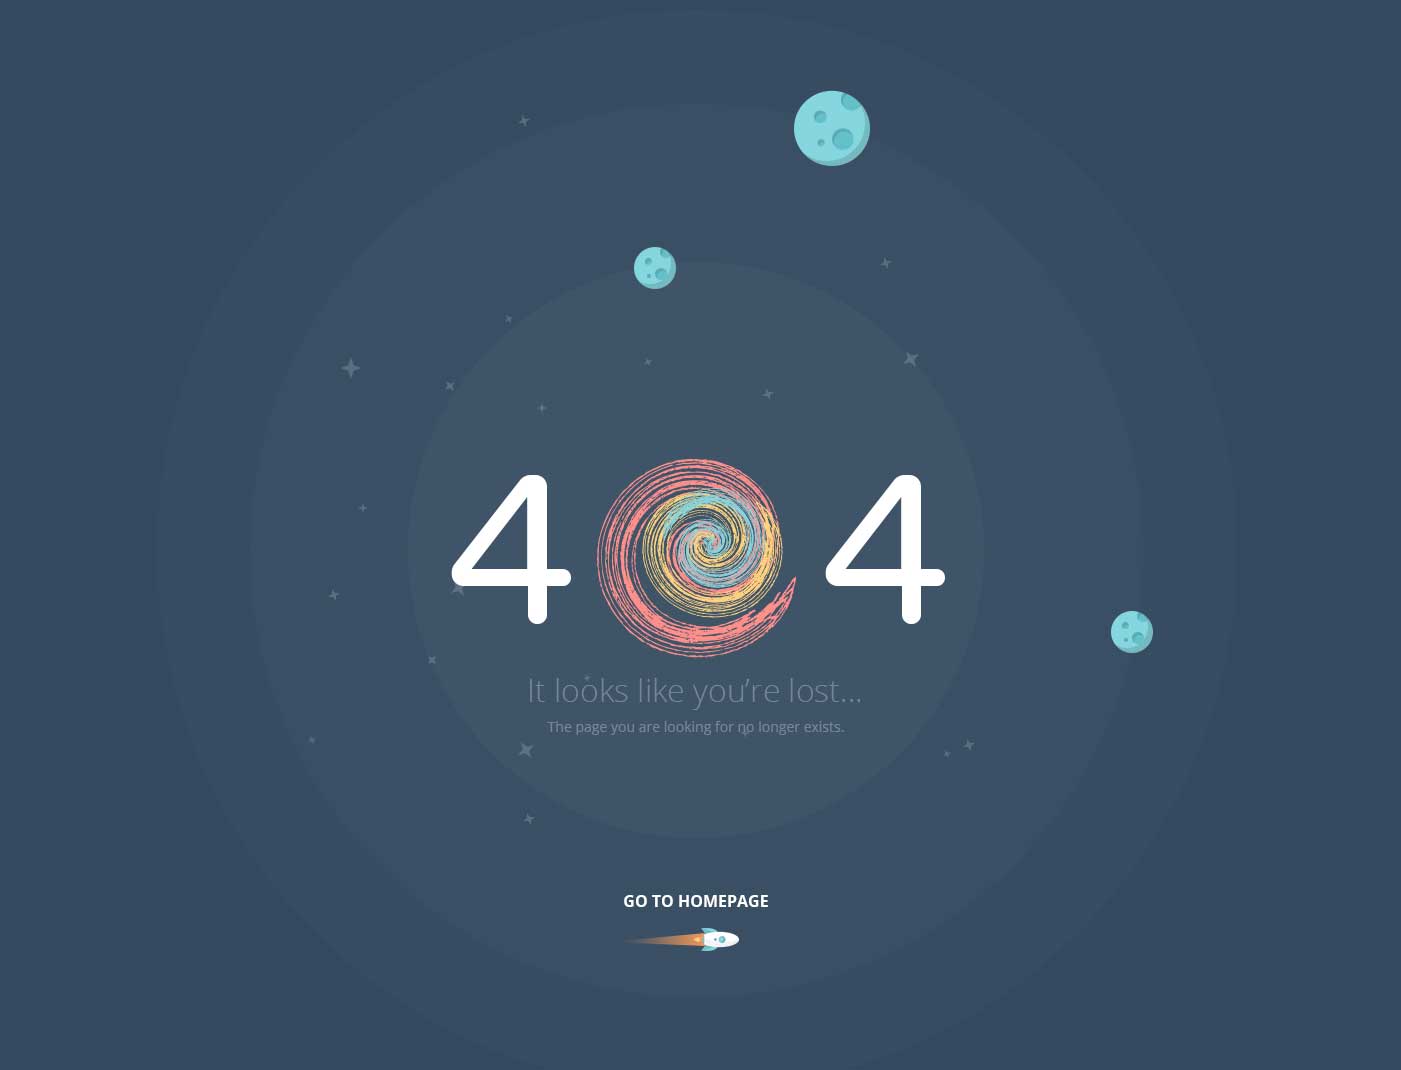 404
It looks like you’re lost...
The page you are looking for no longer exists.
GO TO HOMEPAGE